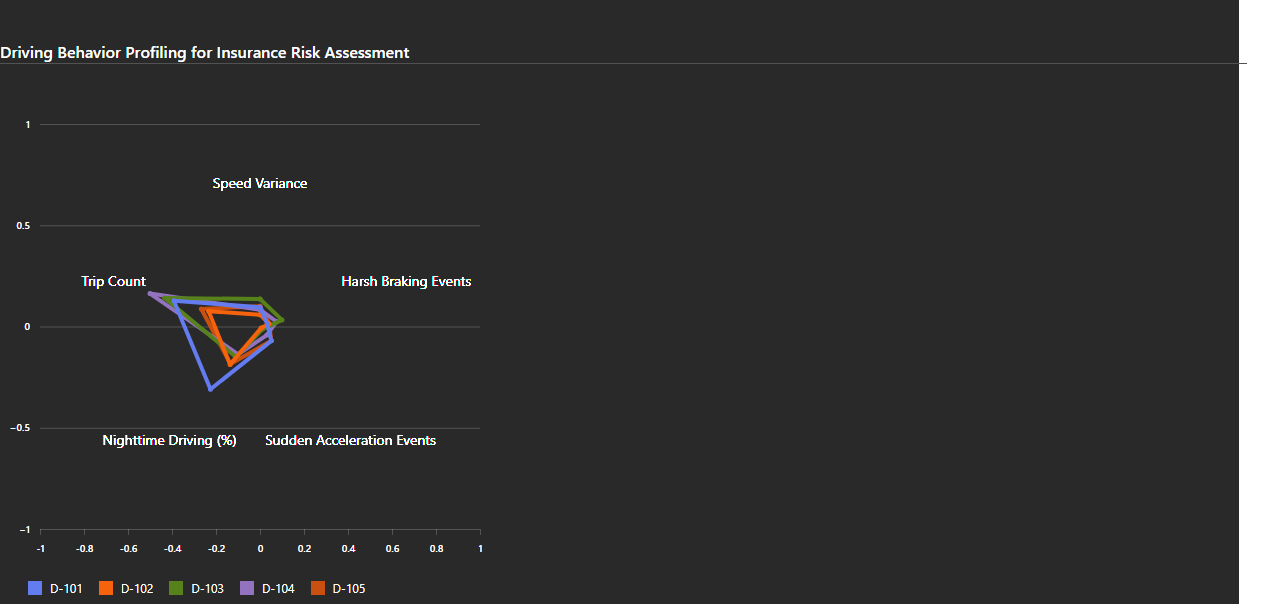 Driving Behavior Profiling for Insurance Risk Assessment
1
Speed Variance
0.5
Trip Count
Harsh Braking Events
0
−0.5
Nighttime Driving (%)
Sudden Acceleration Events
−1
-1 -0.8 -0.6 -0.4 -0.2 0 0.2 0.4 0.6 0.8 1
D-101 D-102 D-103 D-104 D-105